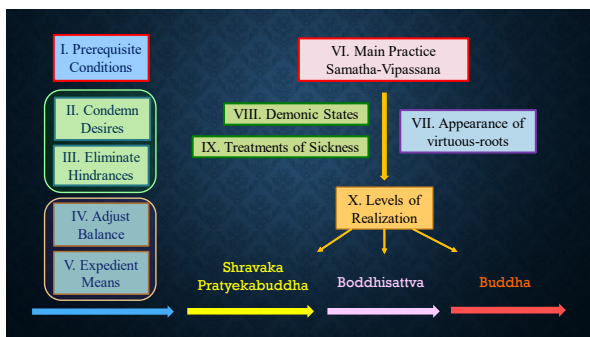 I. Prerequisite
Conditions
II. Condemn
Desires
III. Eliminate
Hindrances
IV. Adjust
Balance
V. Expedient
Means
VI. Main Practice
Samatha-Vipassana
VIII. Demonic States
IX. Treatments of Sickness
VII. Appearance of
virtuous-roots
X. Levels of
Realization
Shravaka
Pratyekabuddha
Boddhisattva
Buddha